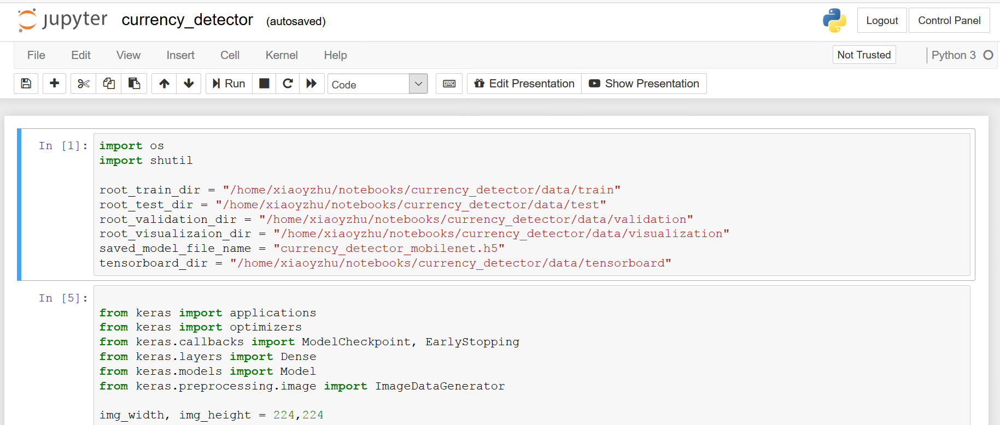 jupyter currency_detector (autosaved) Logout Control Panel
File Edit View Insert Cell Kernel Help Not Trusted Python 3
Run Code Edit Presentation Show Presentation
In [1]: import os
import shutil
root_train_dir = "/home/xiaoyzhu/notebooks/currency_detector/data/train"
root_test_dir = "/home/xiaoyzhu/notebooks/currency_detector/data/test"
root_validation_dir = "/home/xiaoyzhu/notebooks/currency_detector/data/validation"
root_visualizaion_dir = "/home/xiaoyzhu/notebooks/currency_detector/data/visualization"
saved_model_file_name = "currency_detector_mobilenet.h5"
tensorboard_dir = "/home/xiaoyzhu/notebooks/currency_detector/data/tensorboard"
In [5]:
from keras import applications
from keras import optimizers
from keras.callbacks import ModelCheckpoint, EarlyStopping
from keras.layers import Dense
from keras.models import Model
from keras.preprocessing.image import ImageDataGenerator
img_width, img_height = 224,224